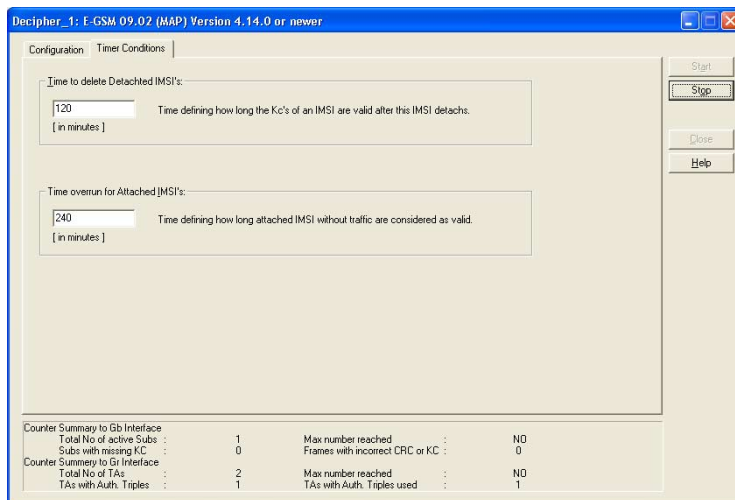 Decipher_1: E-GSM 09.02 (MAP) Version 4.14.0 or newer
Configuration Timer Conditions
Start
Stop
Close
Help
Time to delete Detachted IMSI's:
120 Time defining how long the Kc's of an IMSI are valid after this IMSI detachs.
[ in minutes ]
Time overrun for Attached IMSI's:
240 Time defining how long attached IMSI without traffic are considered as valid.
[ in minutes ]
Counter Summary to Gb Interface
Total No of active Subs : 1 Max number reached : NO
Subs with missing KC : 0 Frames with incorrect CRC or KC : 0
Counter Summery to Gr Interface
Total No of TAs : 2 Max number reached : NO
TAs with Auth. Triples : 1 TAs with Auth. Triples used : 1